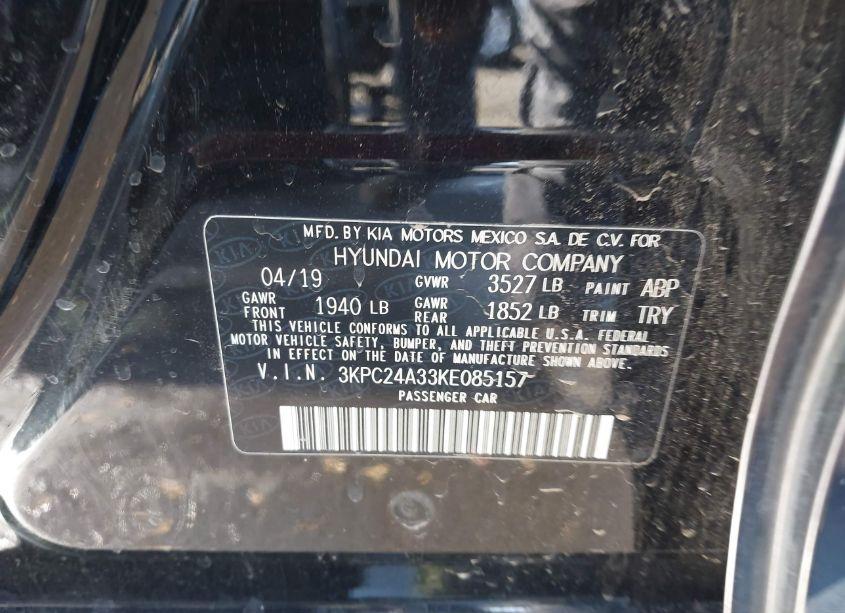 MFD. BY KIA MOTORS MEXICO S.A. DE C.V. FOR
HYUNDAI MOTOR COMPANY
04/19 GVWR 3527 LB PAINT ABP
GAWR FRONT 1940 LB GAWR REAR 1852 LB TRIM TRY
THIS VEHICLE CONFORMS TO ALL APPLICABLE U.S.A. FEDERAL
MOTOR VEHICLE SAFETY, BUMPER, AND THEFT PREVENTION STANDARDS
IN EFFECT ON THE DATE OF MANUFACTURE SHOWN ABOVE.
V.I.N. 3KPC24A33KE085157
PASSENGER CAR